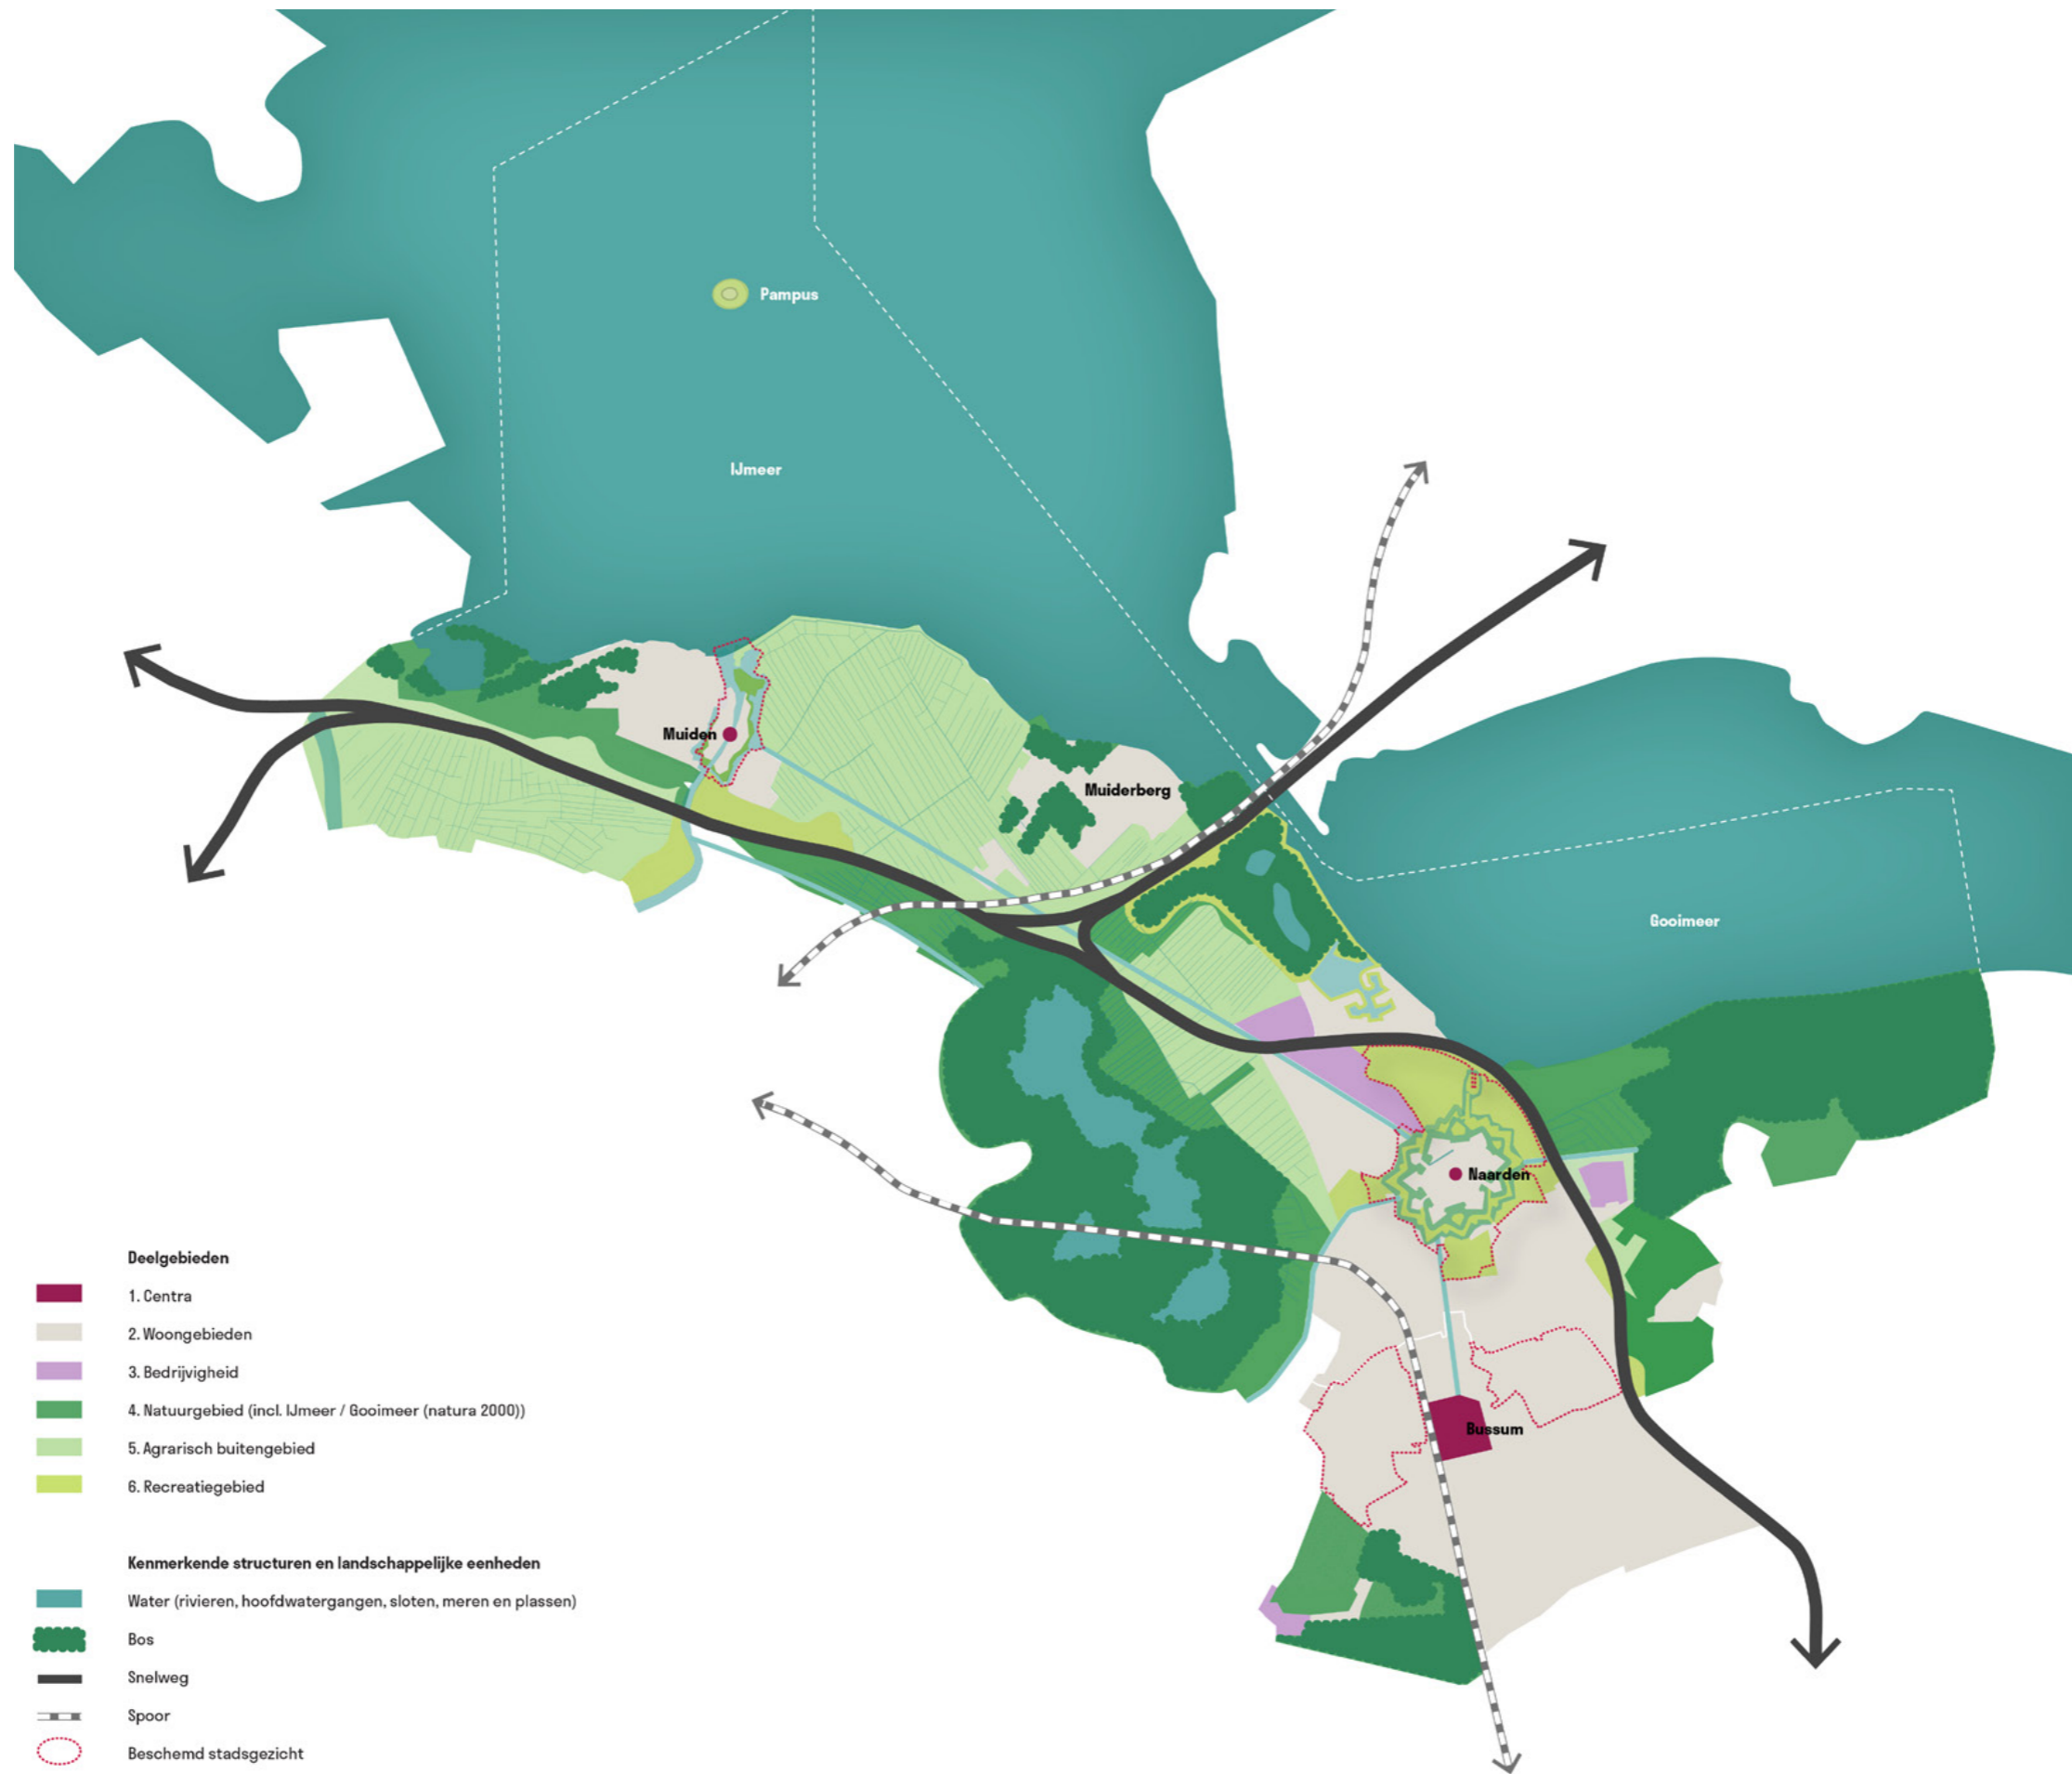 Pampus
IJmeer
Muiden
Muiderberg
Gooimeer
Naarden
Bussum
Deelgebieden
1. Centra
2. Woongebieden
3. Bedrijvigheid
4. Natuurgebied (incl. IJmeer / Gooimeer (natura 2000))
5. Agrarisch buitengebied
6. Recreatiegebied
Kenmerkende structuren en landschappelijke eenheden
Water (rivieren, hoofdwatergangen, sloten, meren en plassen)
Bos
Snelweg
Spoor
Beschemd stadsgezicht